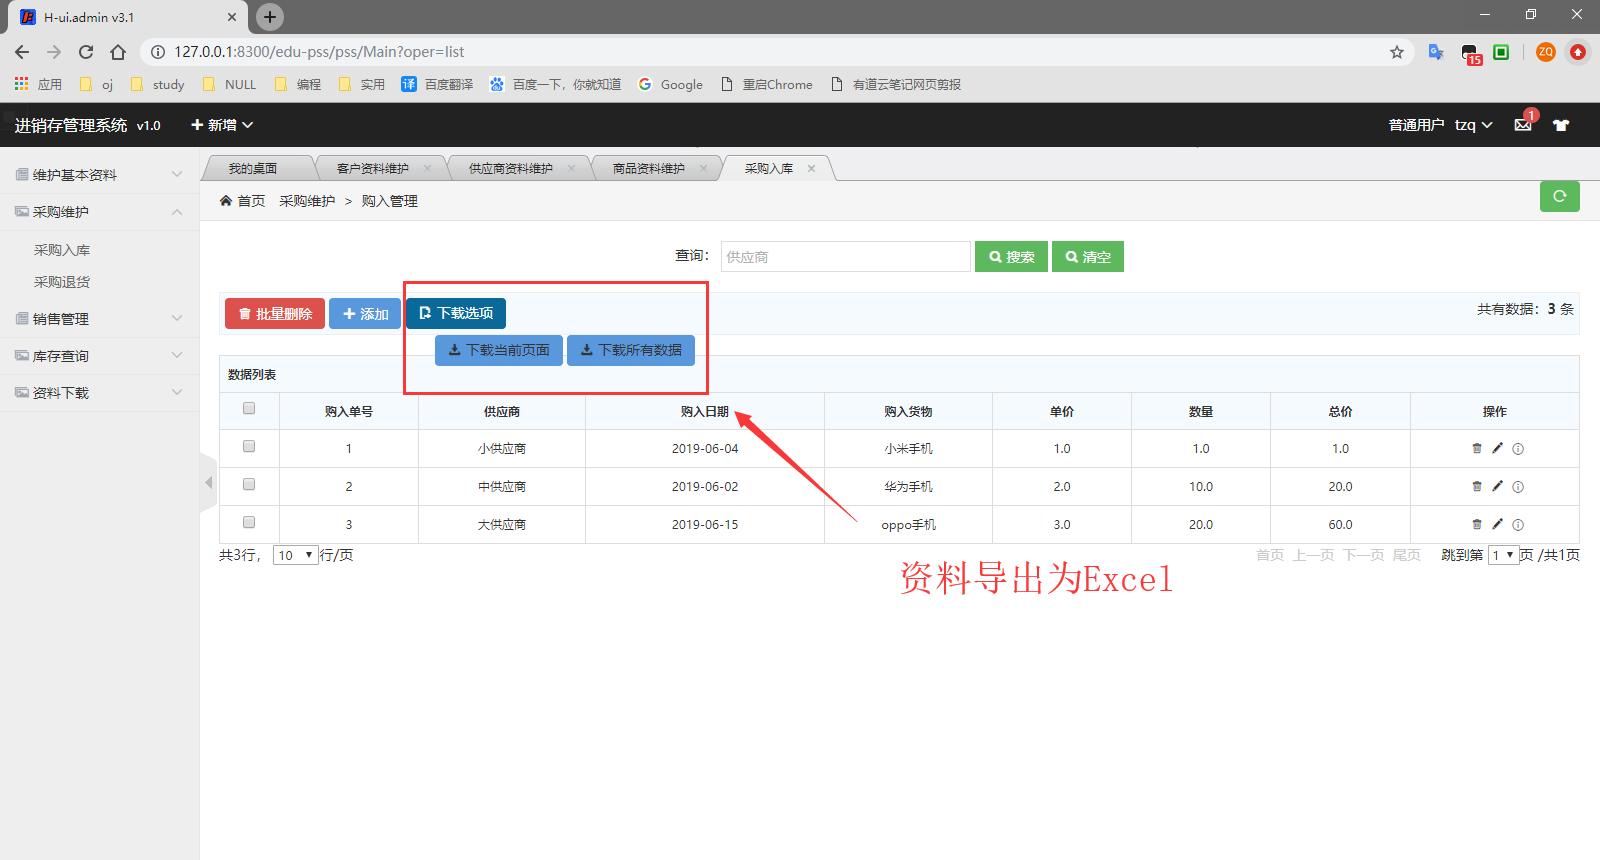 H-ui.admin v3.1
127.0.0.1:8300/edu-pss/pss/Main?oper=list
15
ZQ
应用 oj study NULL 编程 实用 译 百度翻译 百度一下，你就知道 Google 重启Chrome 有道云笔记网页剪报
进销存管理系统 v1.0 新增 普通用户 tzq 1
维护基本资料
采购维护
采购入库
采购退货
销售管理
库存查询
资料下载
我的桌面 客户资料维护 供应商资料维护 商品资料维护 采购入库
首页 采购维护 > 购入管理
查询： 供应商 搜索 清空
批量删除 添加 下载选项 共有数据：3 条
下载当前页面 下载所有数据
数据列表
购入单号 供应商 购入日期 购入货物 单价 数量 总价 操作
1 小供应商 2019-06-04 小米手机 1.0 1.0 1.0
2 中供应商 2019-06-02 华为手机 2.0 10.0 20.0
3 大供应商 2019-06-15 oppo手机 3.0 20.0 60.0
共3行， 10 行/页 首页 上一页 下一页 尾页 跳到第 1 页 /共1页
资料导出为Excel